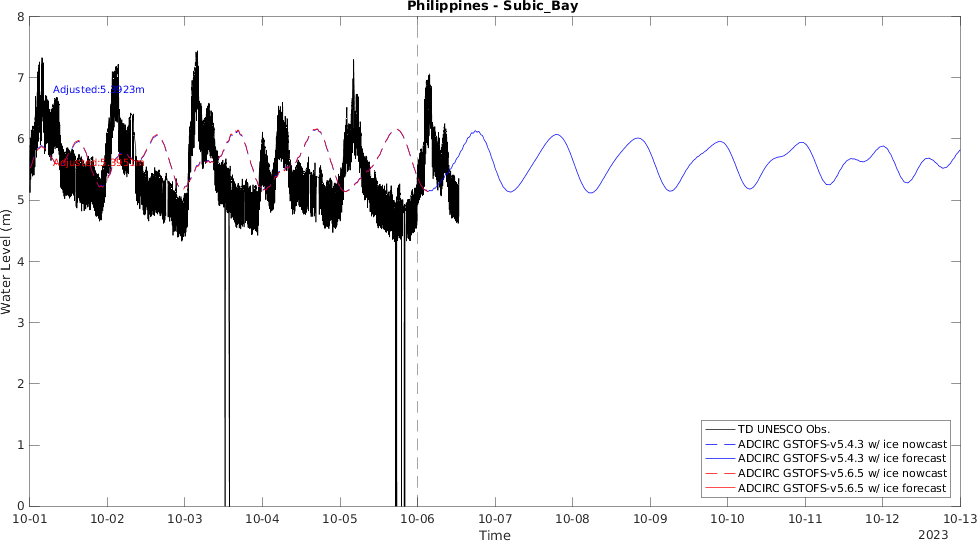 Philippines - Subic_Bay
8
7
6
5
4
3
2
1
0
Water Level (m)
10-01
10-02
10-03
10-04
10-05
10-06
10-07
10-08
10-09
10-10
10-11
10-12
10-13
Time
2023
TD UNESCO Obs.
ADCIRC GSTOFS-v5.4.3 w/ ice nowcast
ADCIRC GSTOFS-v5.4.3 w/ ice forecast
ADCIRC GSTOFS-v5.6.5 w/ ice nowcast
ADCIRC GSTOFS-v5.6.5 w/ ice forecast